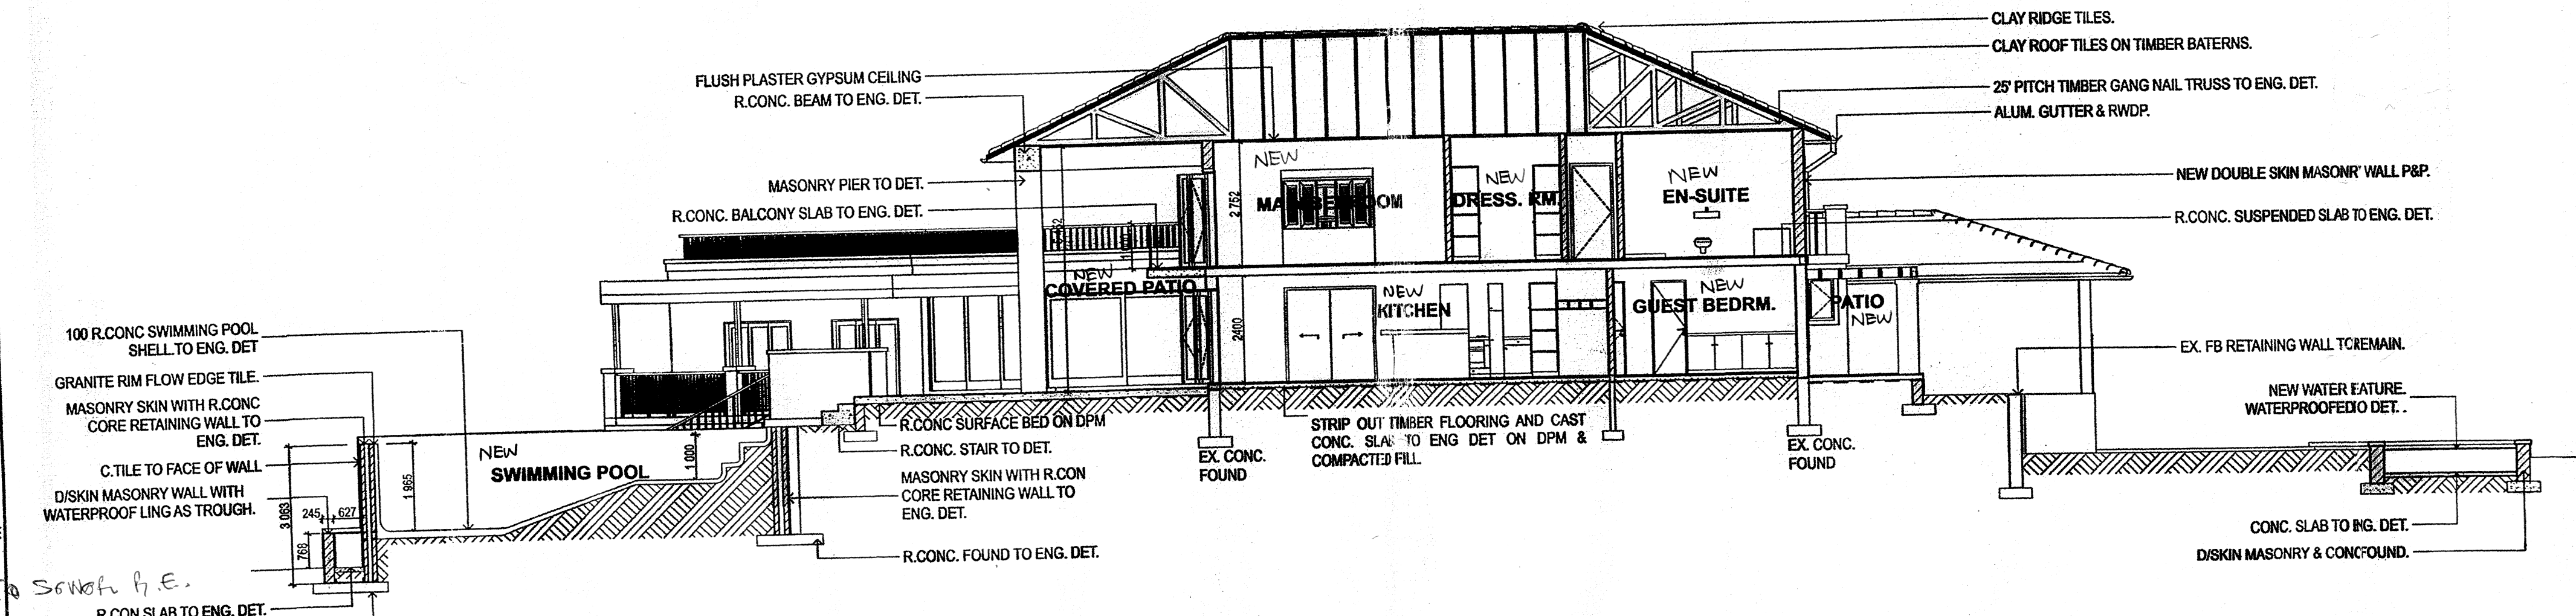 CLAY RIDGE TILES.
CLAY ROOF TILES ON TIMBER BATERNS.
25' PITCH TIMBER GANG NAIL TRUSS TO ENG. DET.
ALUM. GUTTER & RWDP.
NEW DOUBLE SKIN MASONR' WALL P&P.
R.CONC. SUSPENDED SLAB TO ENG. DET.
EX. FB RETAINING WALL TOREMAIN.
NEW WATER EATURE.
WATERPROOFEDIO DET. .
CONC. SLAB TO ING. DET.
D/SKIN MASONRY & CONCFOUND.
FLUSH PLASTER GYPSUM CEILING
R.CONC. BEAM TO ENG. DET.
MASONRY PIER TO DET.
R.CONC. BALCONY SLAB TO ENG. DET.
NEW
MAIN BEDROOM
NEW
DRESS. RM.
NEW
EN-SUITE
2 752
1 000
NEW
COVERED PATIO
NEW
KITCHEN
2400
NEW
GUEST BEDRM.
PATIO
NEW
100 R.CONC SWIMMING POOL
SHELL.TO ENG. DET
GRANITE RIM FLOW EDGE TILE.
MASONRY SKIN WITH R.CONC
CORE RETAINING WALL TO
ENG. DET.
C.TILE TO FACE OF WALL
D/SKIN MASONRY WALL WITH
WATERPROOF LING AS TROUGH.
245
627
3 063
768
1 965
1 000
NEW
SWIMMING POOL
R.CONC SURFACE BED ON DPM
R.CONC. STAIR TO DET.
MASONRY SKIN WITH R.CON
CORE RETAINING WALL TO
ENG. DET.
R.CONC. FOUND TO ENG. DET.
EX. CONC.
FOUND
STRIP OUT TIMBER FLOORING AND CAST
CONC. SLAB TO ENG DET ON DPM &
COMPACTED FILL
EX. CONC.
FOUND
SEWER R.E.
R.CON SLAB TO ENG. DET.